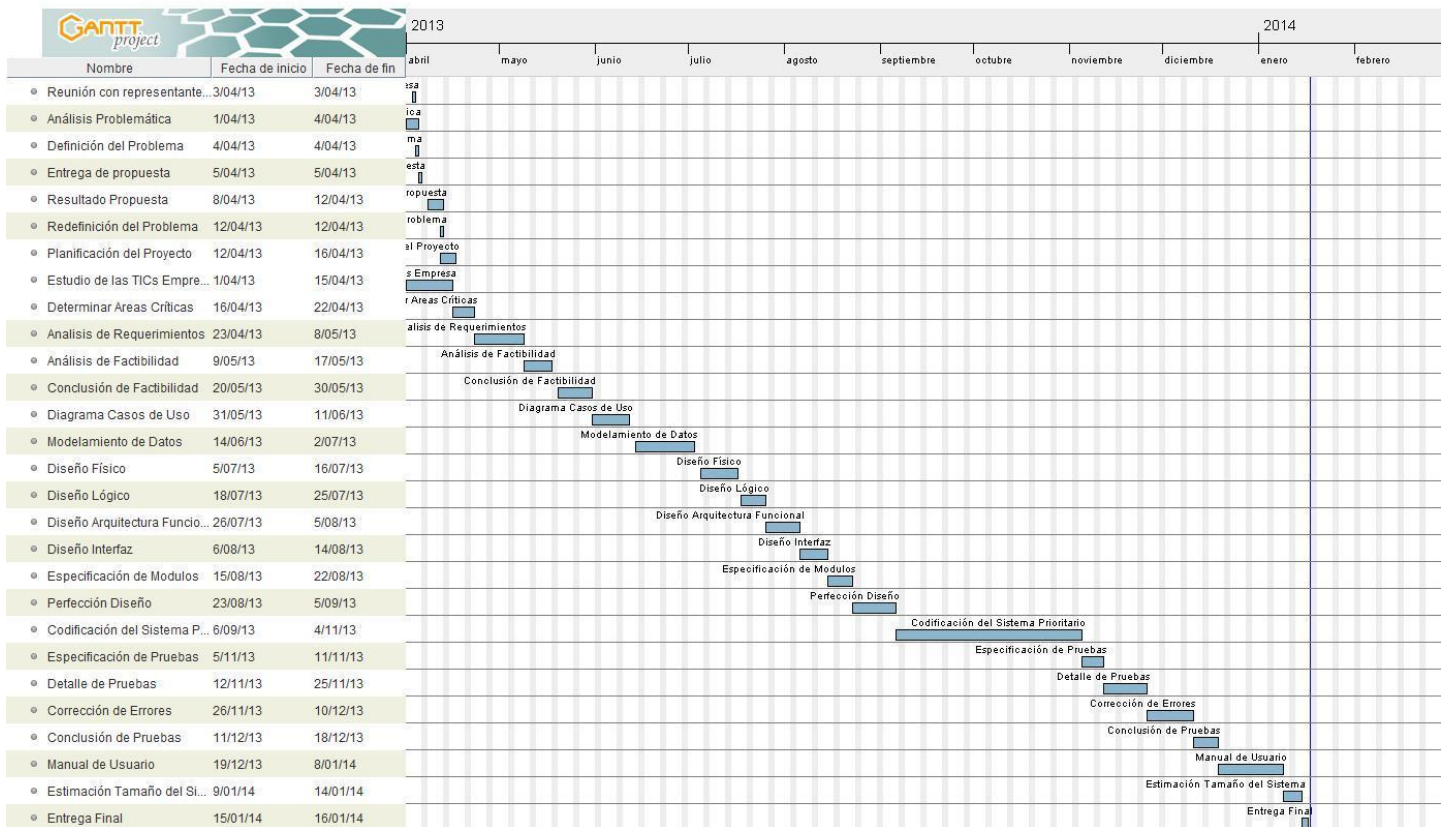 GANTT
project
2013
2014
Nombre Fecha de inicio Fecha de fin
abril mayo junio julio agosto septiembre octubre noviembre diciembre enero febrero
Reunión con representante... 3/04/13 3/04/13
esa
Análisis Problemática 1/04/13 4/04/13
ica
Definición del Problema 4/04/13 4/04/13
ma
Entrega de propuesta 5/04/13 5/04/13
esta
Resultado Propuesta 8/04/13 12/04/13
ropuesta
Redefinición del Problema 12/04/13 12/04/13
roblema
Planificación del Proyecto 12/04/13 16/04/13
el Proyecto
Estudio de las TICs Empre... 1/04/13 15/04/13
s Empresa
Determinar Areas Críticas 16/04/13 22/04/13
r Areas Críticas
Analisis de Requerimientos 23/04/13 8/05/13
alisis de Requerimientos
Análisis de Factibilidad 9/05/13 17/05/13
Análisis de Factibilidad
Conclusión de Factibilidad 20/05/13 30/05/13
Conclusión de Factibilidad
Diagrama Casos de Uso 31/05/13 11/06/13
Diagrama Casos de Uso
Modelamiento de Datos 14/06/13 2/07/13
Modelamiento de Datos
Diseño Físico 5/07/13 16/07/13
Diseño Físico
Diseño Lógico 18/07/13 25/07/13
Diseño Lógico
Diseño Arquitectura Funcio... 26/07/13 5/08/13
Diseño Arquitectura Funcional
Diseño Interfaz 6/08/13 14/08/13
Diseño Interfaz
Especificación de Modulos 15/08/13 22/08/13
Especificación de Modulos
Perfección Diseño 23/08/13 5/09/13
Perfección Diseño
Codificación del Sistema P... 6/09/13 4/11/13
Codificación del Sistema Prioritario
Especificación de Pruebas 5/11/13 11/11/13
Especificación de Pruebas
Detalle de Pruebas 12/11/13 25/11/13
Detalle de Pruebas
Corrección de Errores 26/11/13 10/12/13
Corrección de Errores
Conclusión de Pruebas 11/12/13 18/12/13
Conclusión de Pruebas
Manual de Usuario 19/12/13 8/01/14
Manual de Usuario
Estimación Tamaño del Si... 9/01/14 14/01/14
Estimación Tamaño del Sistema
Entrega Final 15/01/14 16/01/14
Entrega Final